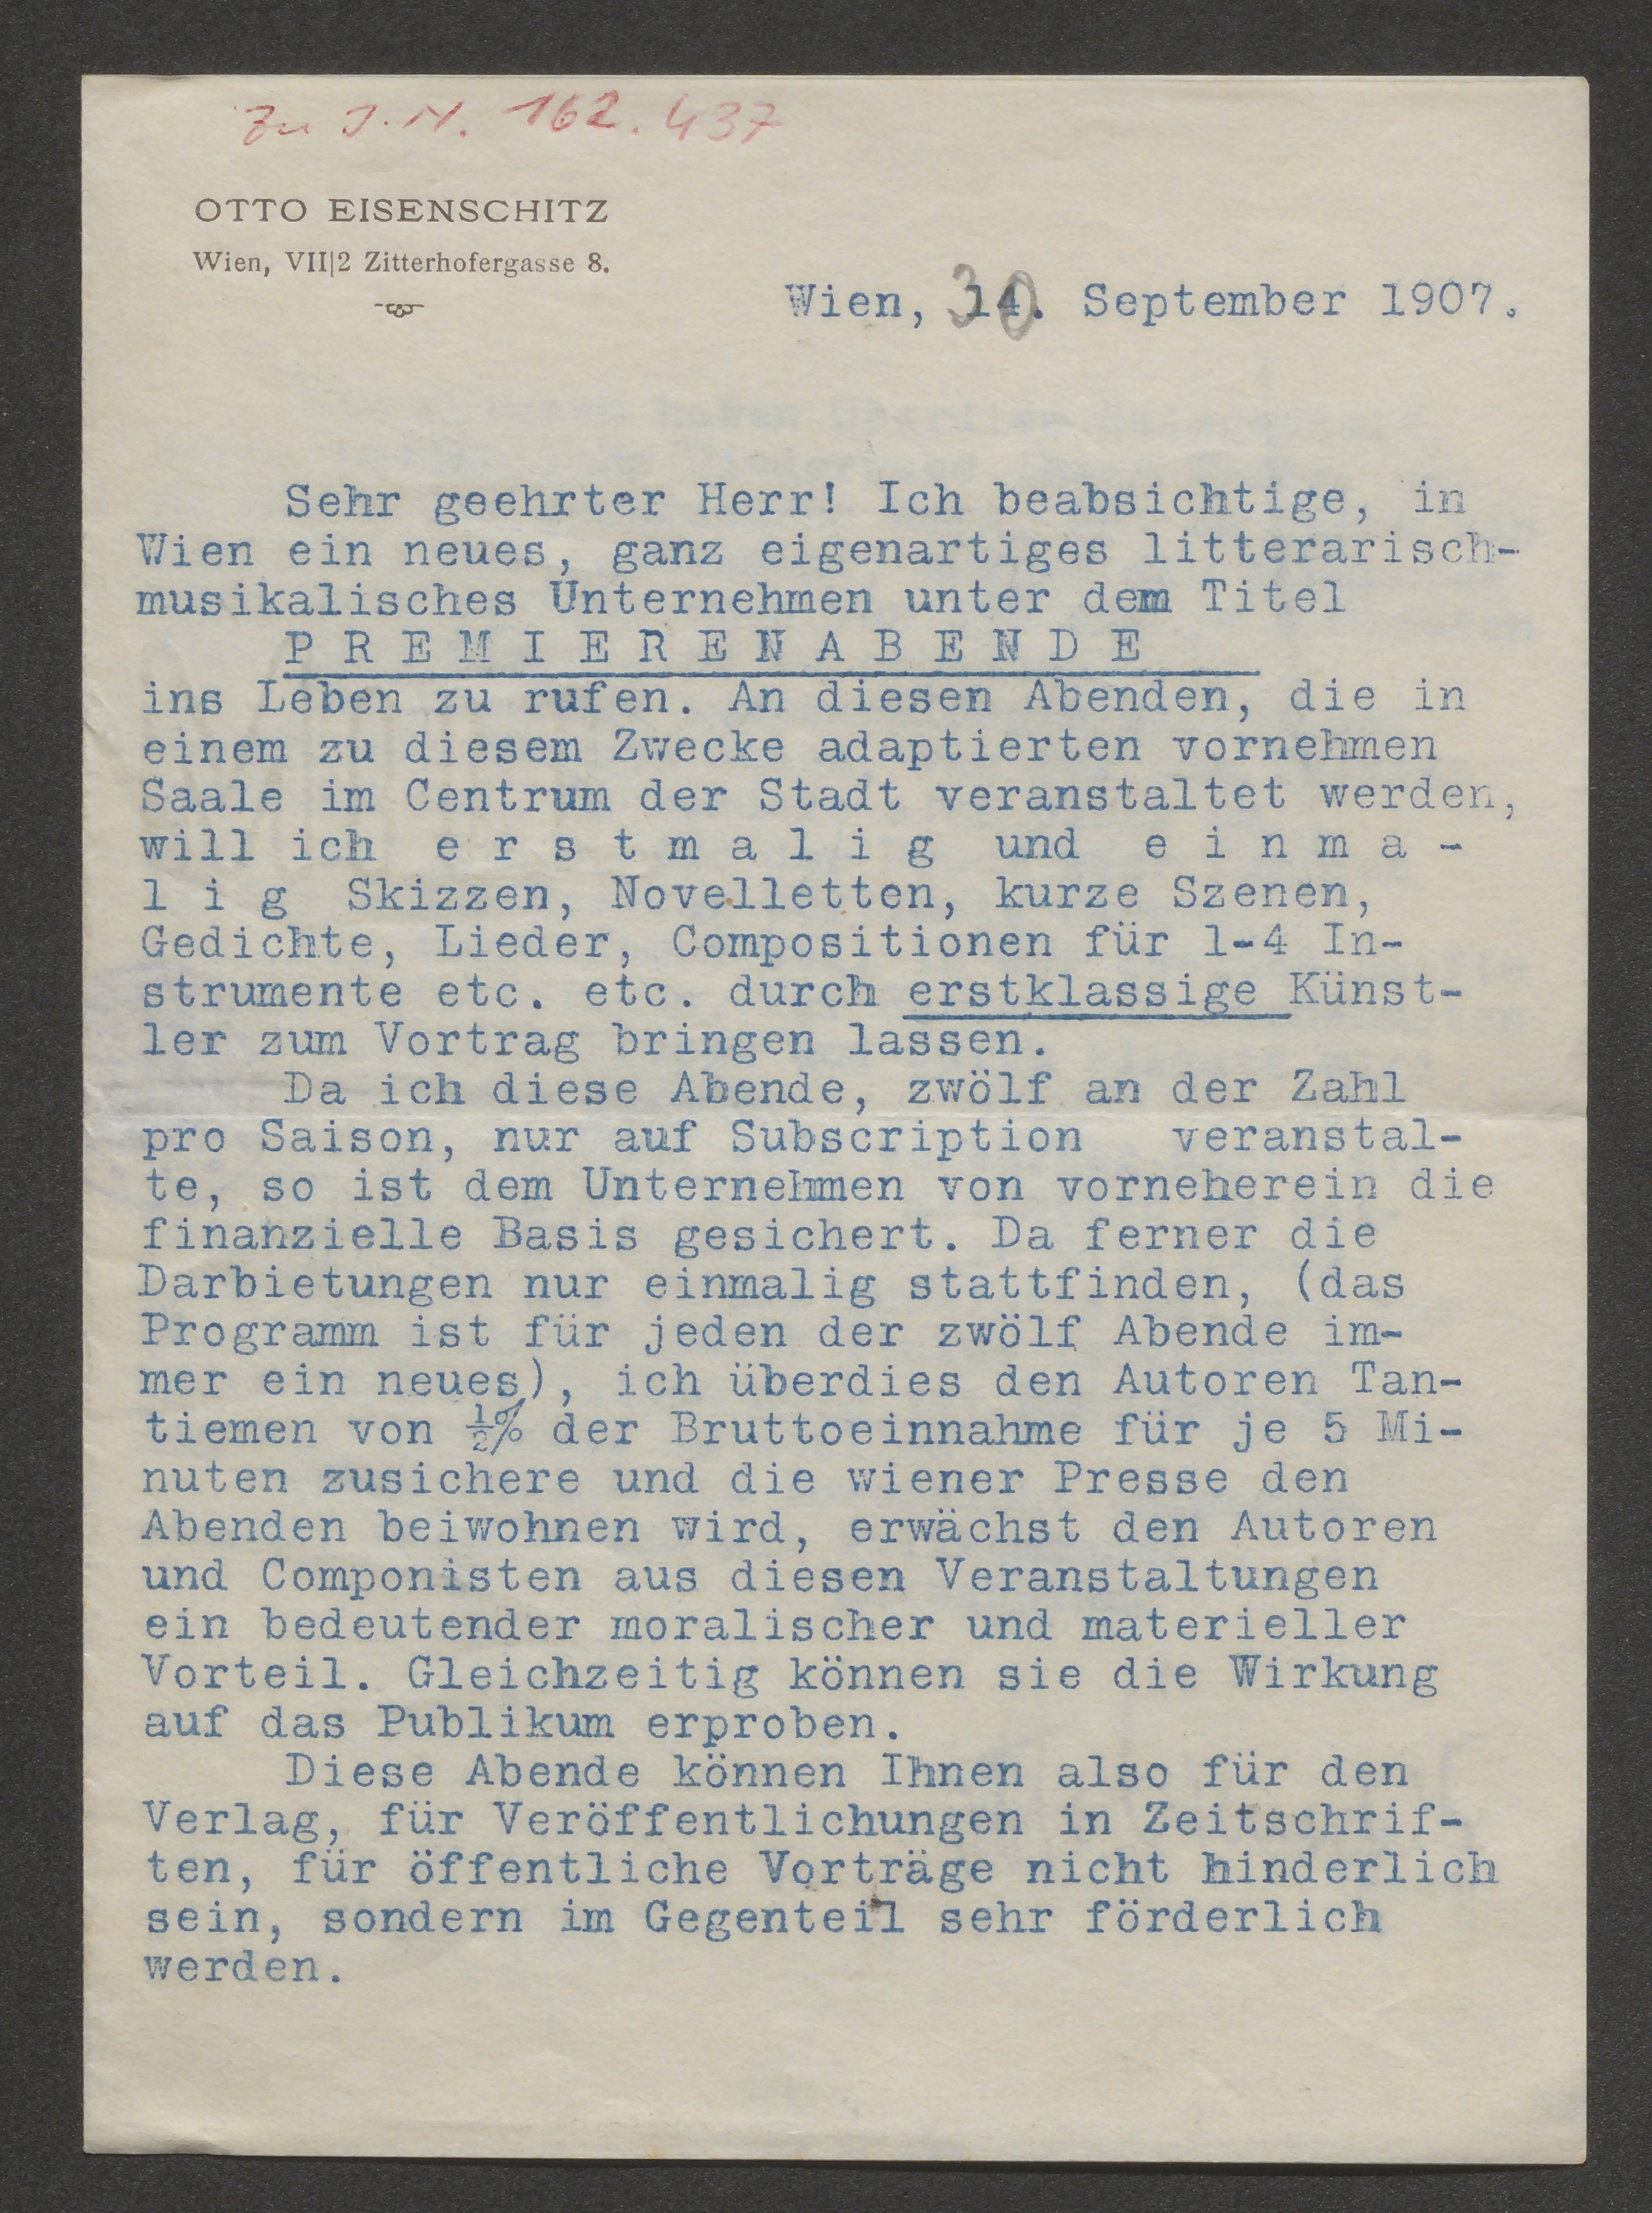 Zu I.N. 162.437
OTTO EISENSCHITZ
Wien, VII|2 Zitterhofergasse 8.
Wien, 30. September 1907.
Sehr geehrter Herr! Ich beabsichtige, in
Wien ein neues, ganz eigenartiges litterarisch-
musikalisches Unternehmen unter dem Titel
P R E M I E R E N A B E N D E
ins Leben zu rufen. An diesen Abenden, die in
einem zu diesem Zwecke adaptierten vornehmen
Saale im Centrum der Stadt veranstaltet werden,
will ich e r s t m a l i g und e i n m a -
l i g Skizzen, Novelletten, kurze Szenen,
Gedichte, Lieder, Compositionen für 1-4 In-
strumente etc. etc. durch erstklassige Künst-
ler zum Vortrag bringen lassen.
Da ich diese Abende, zwölf an der Zahl
pro Saison, nur auf Subscription veranstal-
te, so ist dem Unternehmen von vorneherein die
finanzielle Basis gesichert. Da ferner die
Darbietungen nur einmalig stattfinden, (das
Programm ist für jeden der zwölf Abende im-
mer ein neues), ich überdies den Autoren Tan-
tiemen von ½% der Bruttoeinnahme für je 5 Mi-
nuten zusichere und die wiener Presse den
Abenden beiwohnen wird, erwächst den Autoren
und Componisten aus diesen Veranstaltungen
ein bedeutender moralischer und materieller
Vorteil. Gleichzeitig können sie die Wirkung
auf das Publikum erproben.
Diese Abende können Ihnen also für den
Verlag, für Veröffentlichungen in Zeitschrif-
ten, für öffentliche Vorträge nicht hinderlich
sein, sondern im Gegenteil sehr förderlich
werden.